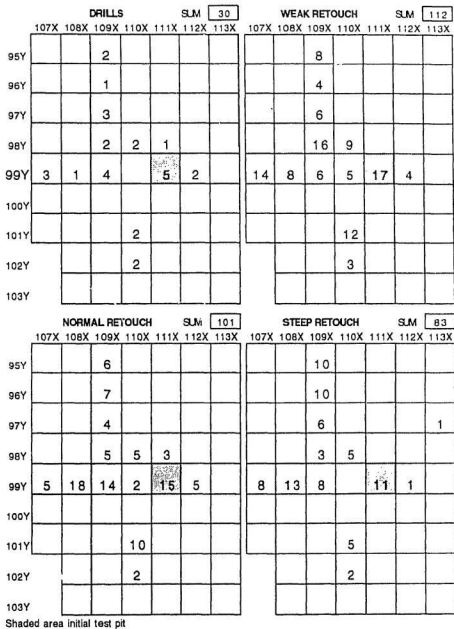 DRILLS SUM 30
107X 108X 109X 110X 111X 112X 113X
95Y 2
96Y 1
97Y 3
98Y 2 2 1
99Y 3 1 4 5 2
100Y
101Y 2
102Y 2
103Y
WEAK RETOUCH SUM 112
107X 108X 109X 110X 111X 112X 113X
8
4
6
16 9
14 8 6 5 17 4
12
3
NORMAL RETOUCH SUM 101
107X 108X 109X 110X 111X 112X 113X
95Y 6
96Y 7
97Y 4
98Y 5 5 3
99Y 5 18 14 2 15 5
100Y
101Y 10
102Y 2
103Y
STEEP RETOUCH SUM 83
107X 108X 109X 110X 111X 112X 113X
10
10
6 1
3 5
8 13 8 11 1
5
2
Shaded area initial test pit